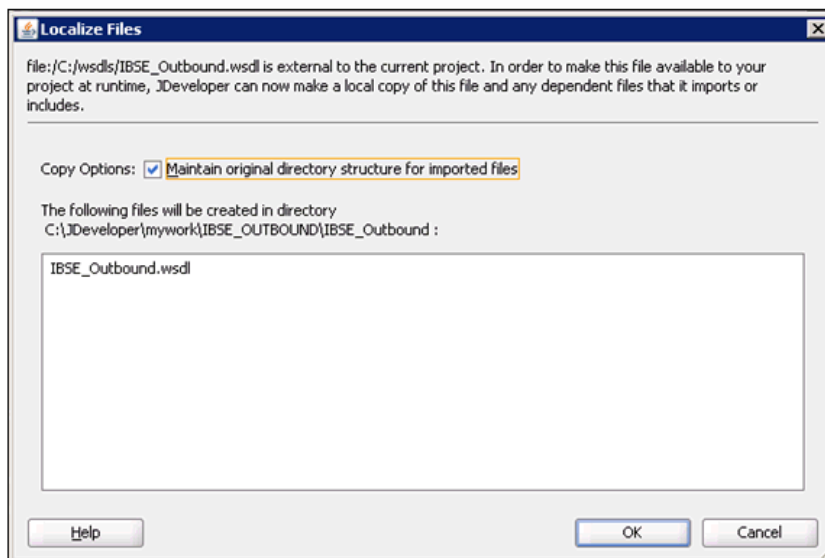 Localize Files
file:/C:/wsdls/IBSE_Outbound.wsdl is external to the current project. In order to make this file available to your
project at runtime, JDeveloper can now make a local copy of this file and any dependent files that it imports or
includes.
Copy Options: Maintain original directory structure for imported files
The following files will be created in directory
C:\JDeveloper\mywork\IBSE_OUTBOUND\IBSE_Outbound :
IBSE_Outbound.wsdl
Help OK Cancel